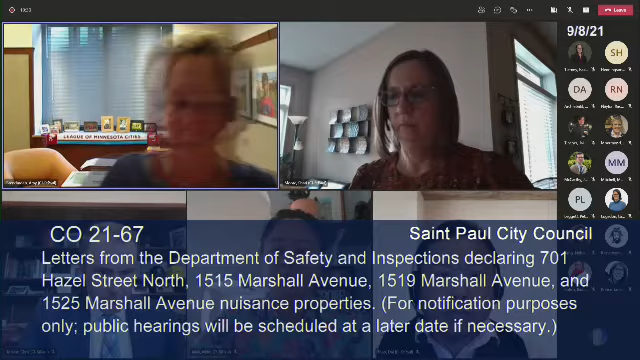 Leave
9/8/21
SH
DA
RN
MM
PL
LEAGUE OF MINNESOTA CITIES
CO 21-67
Saint Paul City Council
Letters from the Department of Safety and Inspections declaring 701
Hazel Street North, 1515 Marshall Avenue, 1519 Marshall Avenue, and
1525 Marshall Avenue nuisance properties. (For notification purposes
only; public hearings will be scheduled at a later date if necessary.)